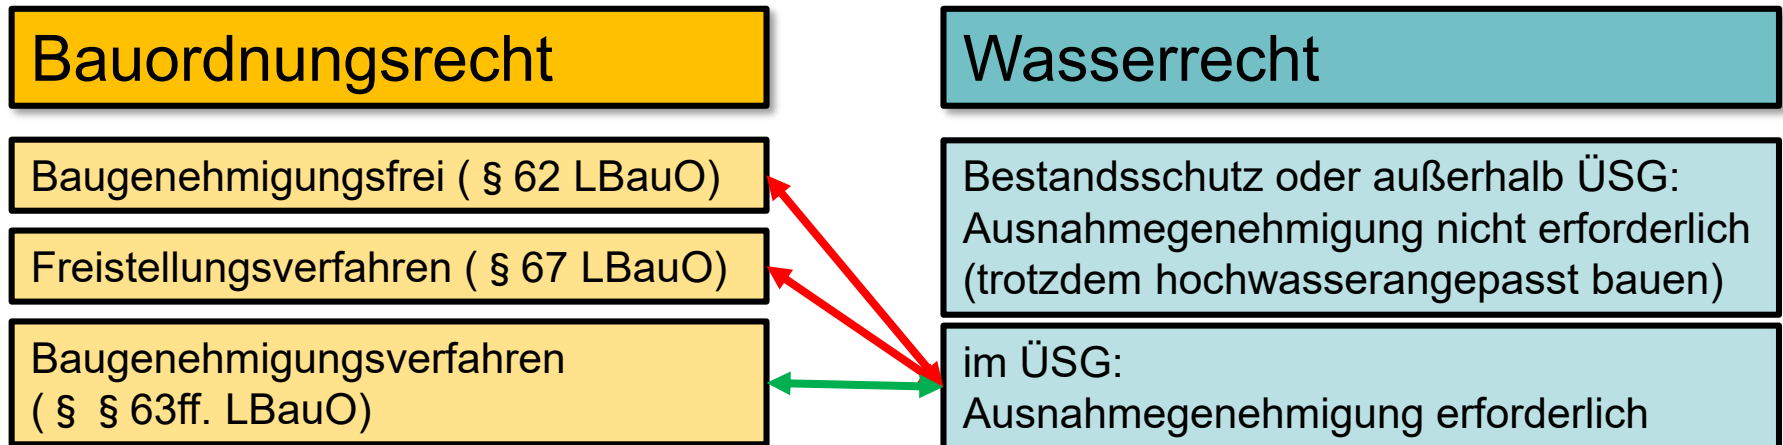 Bauordnungsrecht
Baugenehmigungsfrei ( § 62 LBauO)
Freistellungsverfahren ( § 67 LBauO)
Baugenehmigungsverfahren
( § § 63ff. LBauO)
Wasserrecht
Bestandsschutz oder außerhalb ÜSG:
Ausnahmegenehmigung nicht erforderlich
(trotzdem hochwasserangepasst bauen)
im ÜSG:
Ausnahmegenehmigung erforderlich